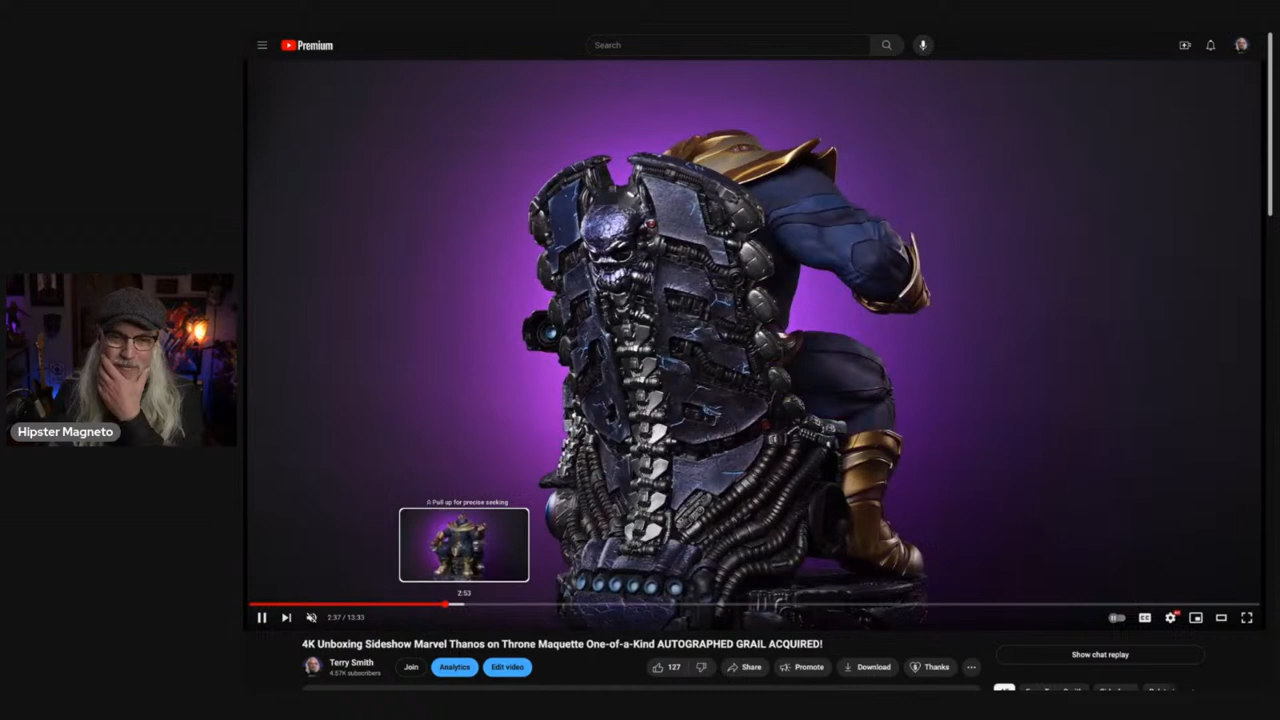 Premium
Search
Hipster Magneto
Pull up for precise seeking
2:53
2:37 / 13:33
CC
4K Unboxing Sideshow Marvel Thanos on Throne Maquette One-of-a-Kind AUTOGRAPHED GRAIL ACQUIRED!
Terry Smith
4.57K subscribers
Join
Analytics
Edit video
127
Share
Promote
Download
Thanks
Show chat replay